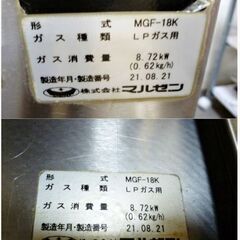 形 式 MGF-18K
ガス種類 LPガス用
ガス消費量 8.72kW
(0.62kg/h)
製造年月・製造番号 21.08.21
株式会社マルゼン
形 式 MGF-18K
ガス種類 LPガス用
ガス消費量 8.72kW
(0.62kg/h)
製造年月・製造番号 21.08.21